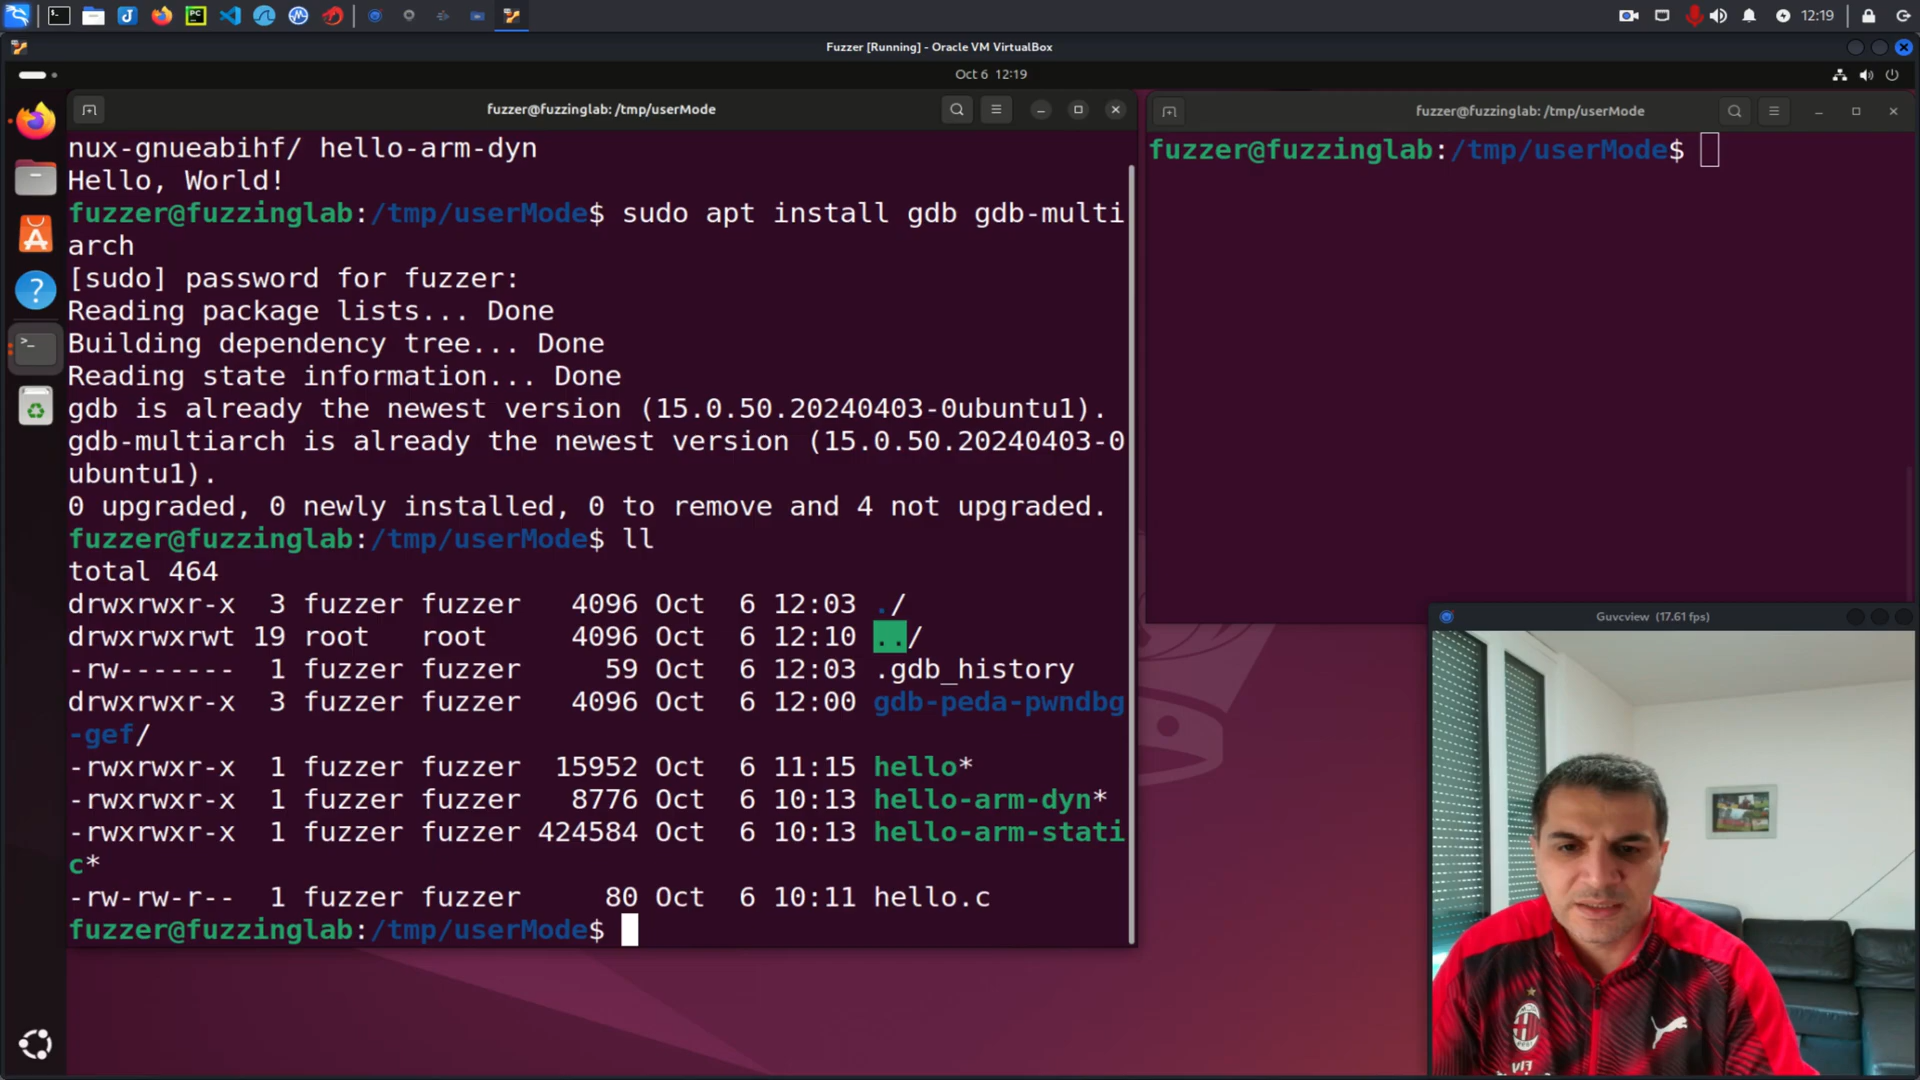 12:19
Fuzzer [Running] - Oracle VM VirtualBox
Oct 6 12:19
fuzzer@fuzzinglab: /tmp/userMode
nux-gnueabihf/ hello-arm-dyn
Hello, World!
fuzzer@fuzzinglab:/tmp/userMode$ sudo apt install gdb gdb-multi
arch
[sudo] password for fuzzer:
Reading package lists... Done
Building dependency tree... Done
Reading state information... Done
gdb is already the newest version (15.0.50.20240403-0ubuntu1).
gdb-multiarch is already the newest version (15.0.50.20240403-0
ubuntu1).
0 upgraded, 0 newly installed, 0 to remove and 4 not upgraded.
fuzzer@fuzzinglab:/tmp/userMode$ ll
total 464
drwxrwxr-x  3 fuzzer fuzzer   4096 Oct  6 12:03 ./
drwxrwxrwt 19 root   root     4096 Oct  6 12:10 ../
-rw-------  1 fuzzer fuzzer     59 Oct  6 12:03 .gdb_history
drwxrwxr-x  3 fuzzer fuzzer   4096 Oct  6 12:00 gdb-peda-pwndbg
-gef/
-rwxrwxr-x  1 fuzzer fuzzer  15952 Oct  6 11:15 hello*
-rwxrwxr-x  1 fuzzer fuzzer   8776 Oct  6 10:13 hello-arm-dyn*
-rwxrwxr-x  1 fuzzer fuzzer 424584 Oct  6 10:13 hello-arm-stati
c*
-rw-rw-r--  1 fuzzer fuzzer     80 Oct  6 10:11 hello.c
fuzzer@fuzzinglab:/tmp/userMode$
fuzzer@fuzzinglab: /tmp/userMode
fuzzer@fuzzinglab:/tmp/userMode$
Guvcview (17.61 fps)